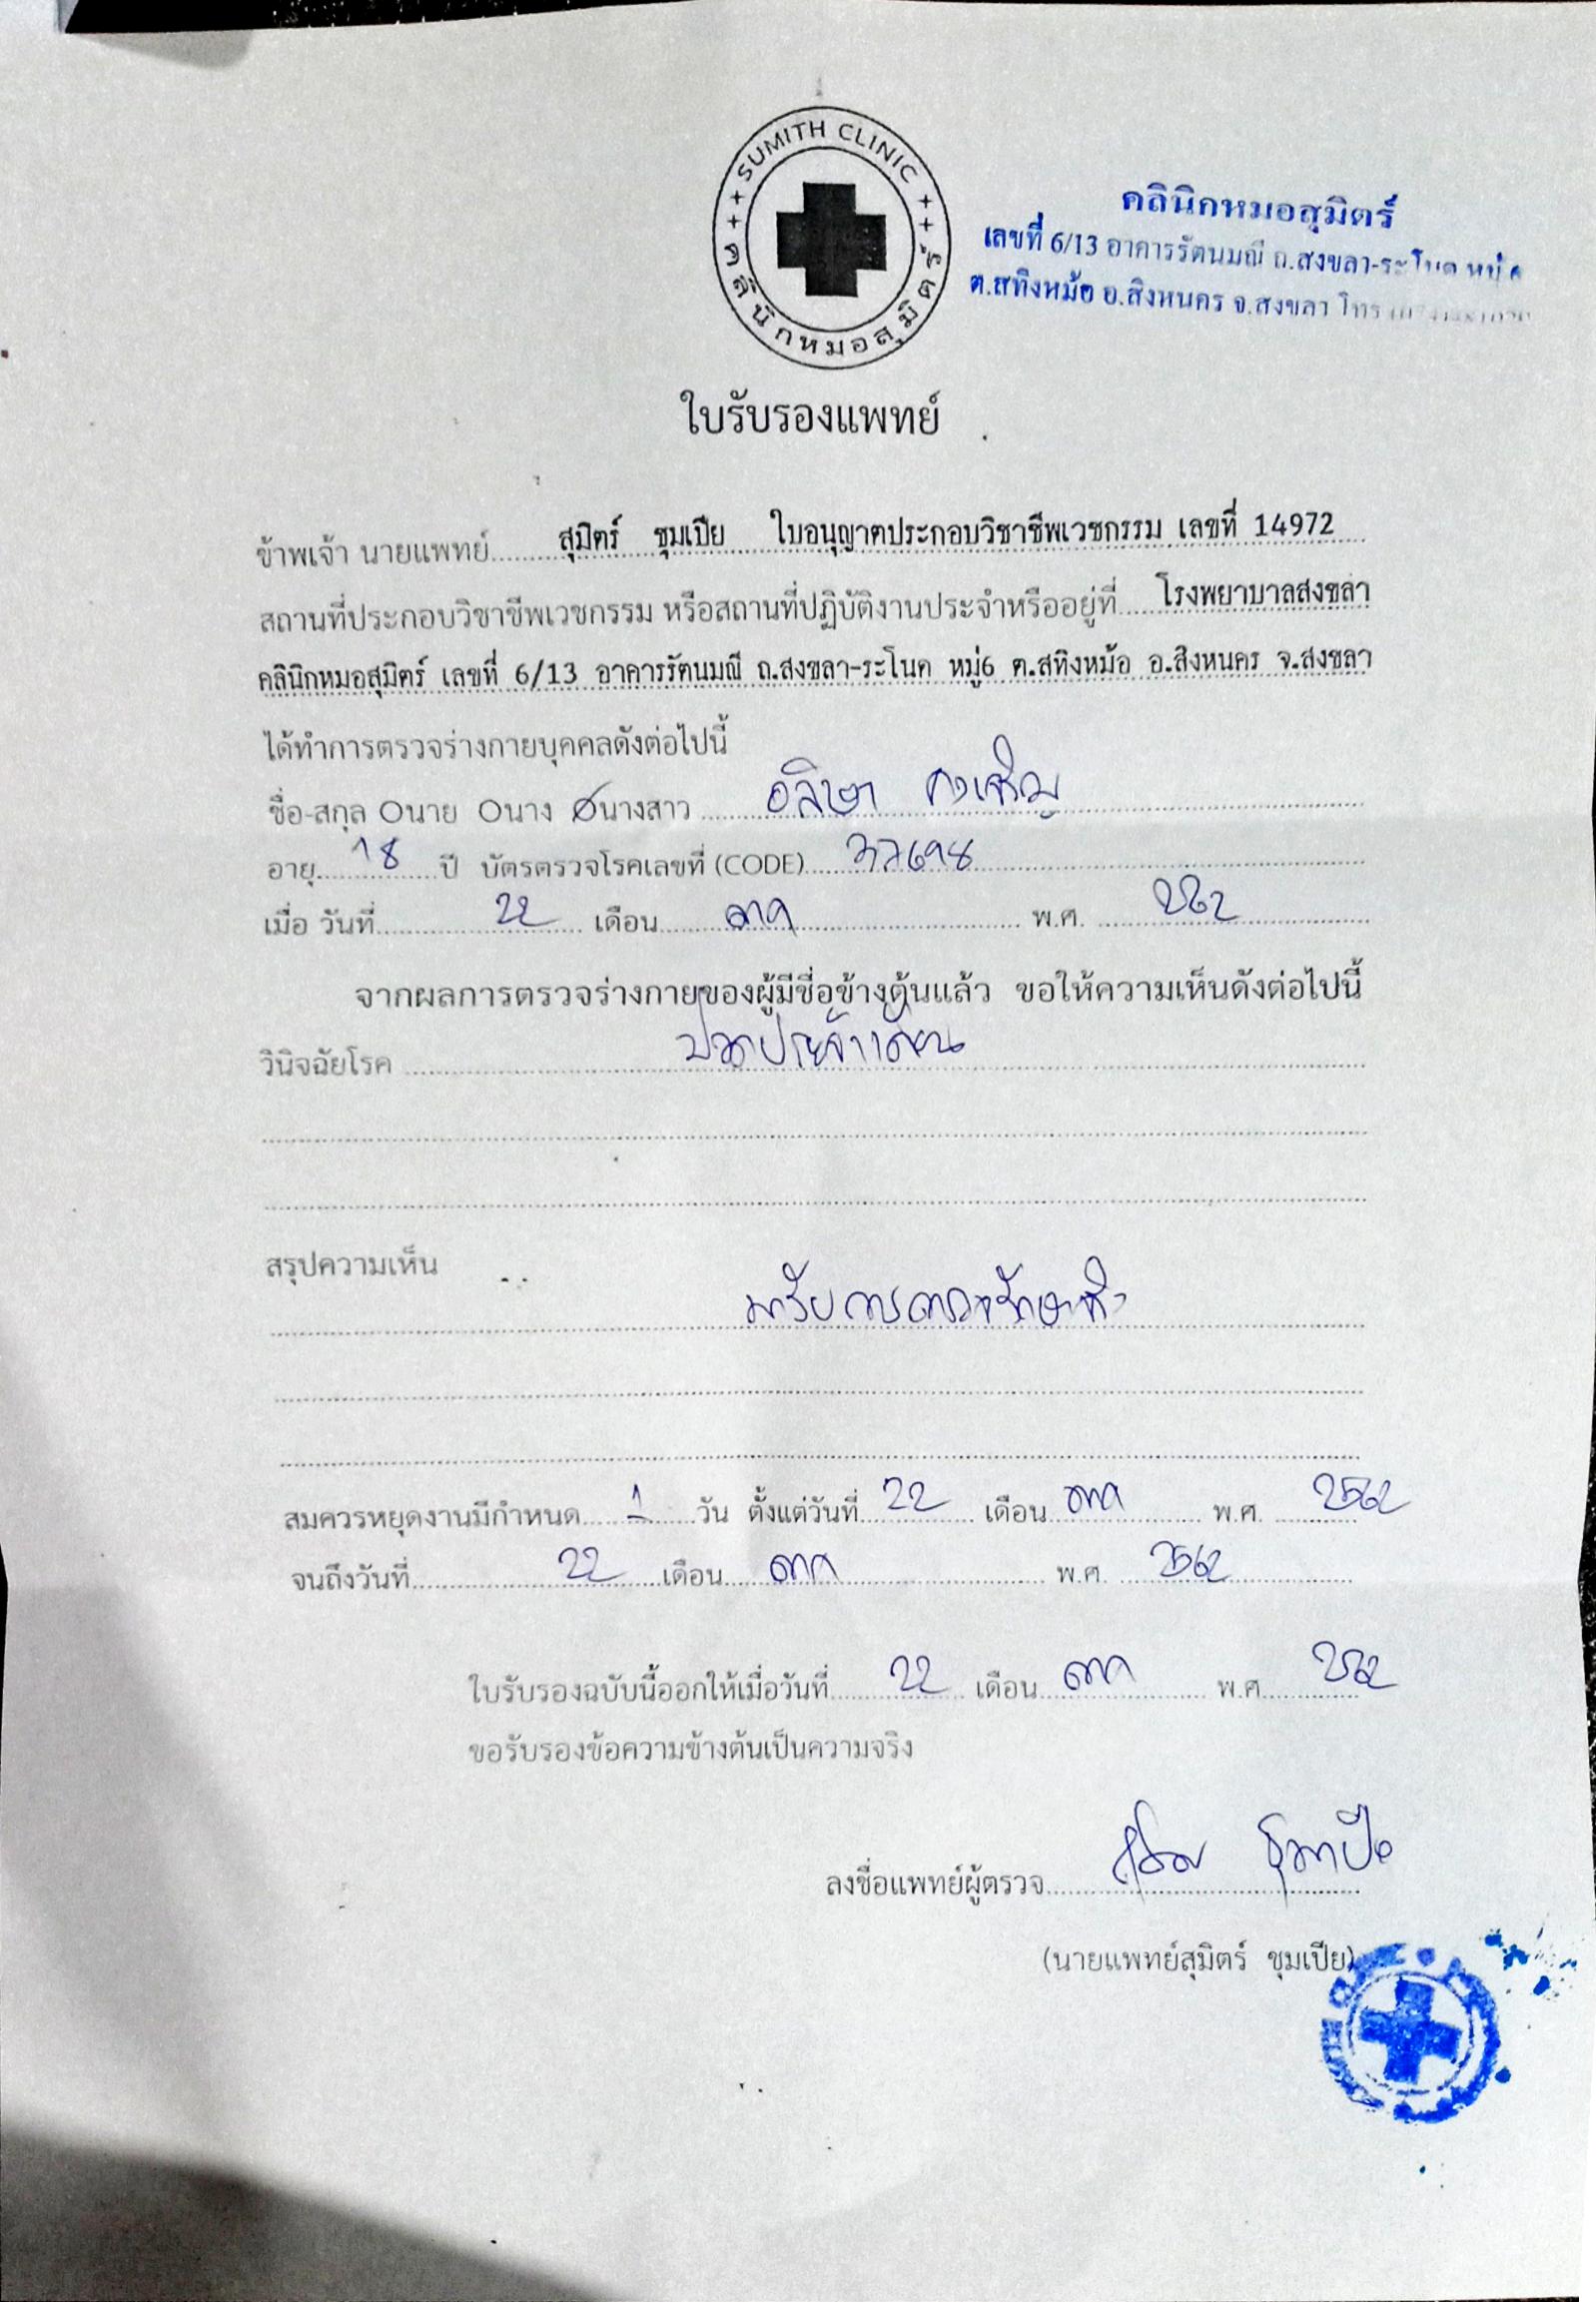 SUMITH CLINIC
คลินิกหมอสุมิตร์
คลินิกหมอสุมิตร์
เลขที่ 6/13 อาคารรัตนมณี ถ.สงขลา-ระโนด หมู่ 6
ต.สทิงหม้อ อ.สิงหนคร จ.สงขลา โทร
ใบรับรองแพทย์
ข้าพเจ้า นายแพทย์ สุมิตร์ ชุมเปีย ใบอนุญาตประกอบวิชาชีพเวชกรรม เลขที่ 14972
สถานที่ประกอบวิชาชีพเวชกรรม หรือสถานที่ปฏิบัติงานประจำหรืออยู่ที่ โรงพยาบาลสงขลา
คลินิกหมอสุมิตร์ เลขที่ 6/13 อาคารรัตนมณี ถ.สงขลา-ระโนด หมู่6 ต.สทิงหม้อ อ.สิงหนคร จ.สงขลา
ได้ทำการตรวจร่างกายบุคคลดังต่อไปนี้
ชื่อ-สกุล นาย นาง นางสาว อลิษา
อายุ 18 ปี บัตรตรวจโรคเลขที่ (CODE)
เมื่อ วันที่ 22 เดือน ตค พ.ศ.
จากผลการตรวจร่างกายของผู้มีชื่อข้างต้นแล้ว ขอให้ความเห็นดังต่อไปนี้
วินิจฉัยโรค ปวดประจำเดือน
สรุปความเห็น
มารับการตรวจรักษาจริง
สมควรหยุดงานมีกำหนด 1 วัน ตั้งแต่วันที่ 22 เดือน ตค พ.ศ. 2562
จนถึงวันที่ 22 เดือน ตค พ.ศ. 2562
ใบรับรองฉบับนี้ออกให้เมื่อวันที่ 22 เดือน ตค พ.ศ. 2562
ขอรับรองข้อความข้างต้นเป็นความจริง
ลงชื่อแพทย์ผู้ตรวจ
(นายแพทย์สุมิตร์ ชุมเปีย)